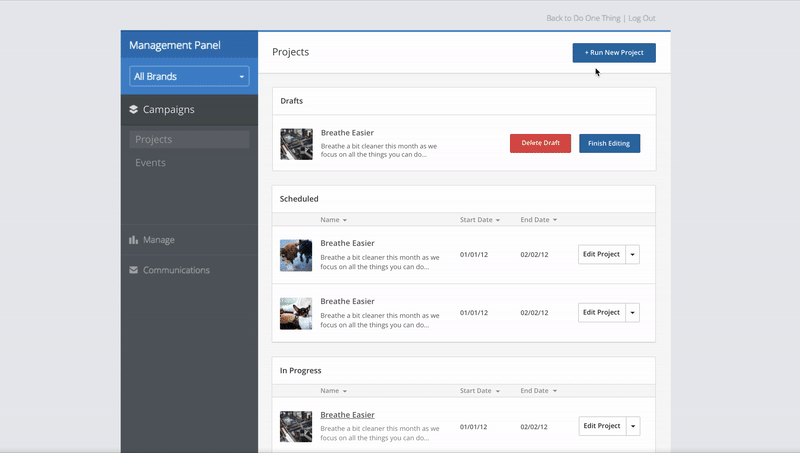 Back to Do One Thing | Log Out
Management Panel
All Brands
Campaigns
Projects
Events
Manage
Communications
Projects
+ Run New Project
Drafts
Breathe Easier
Breathe a bit cleaner this month as we
focus on all the things you can do...
Delete Draft
Finish Editing
Scheduled
Name
Start Date
End Date
Breathe Easier
Breathe a bit cleaner this month as we
focus on all the things you can do...
01/01/12
02/02/12
Edit Project
Breathe Easier
Breathe a bit cleaner this month as we
focus on all the things you can do...
01/01/12
02/02/12
Edit Project
In Progress
Name
Start Date
End Date
Breathe Easier
Breathe a bit cleaner this month as we
focus on all the things you can do...
01/01/12
02/02/12
Edit Project